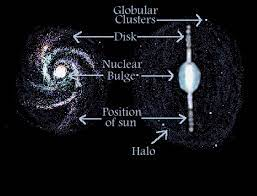 Globular
Clusters
Disk
Nuclear
Bulge
Position
of sun
Halo